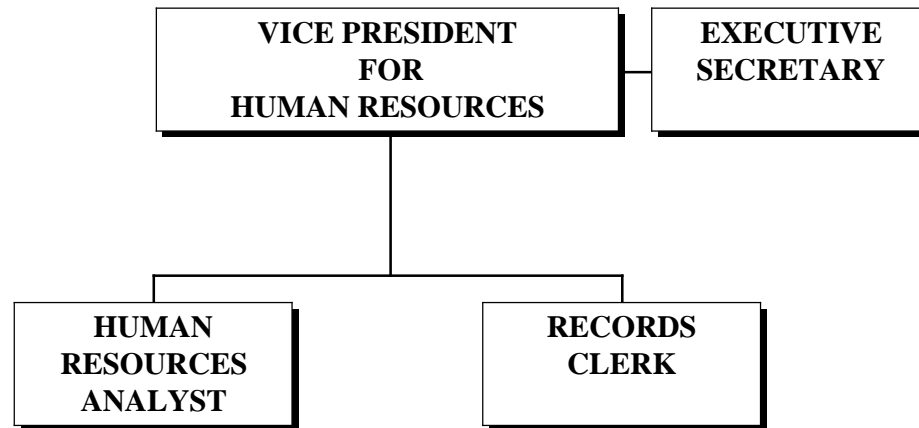 VICE PRESIDENT
FOR
HUMAN RESOURCES
EXECUTIVE
SECRETARY
HUMAN
RESOURCES
ANALYST
RECORDS
CLERK